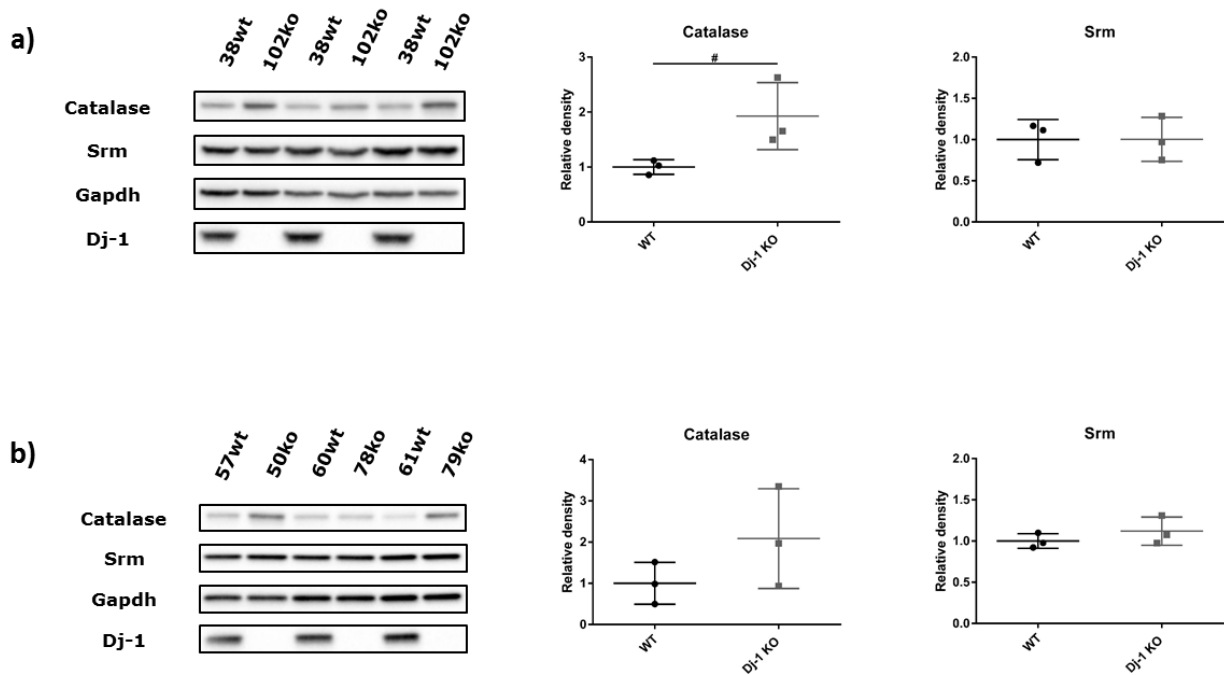 a)
38wt 102ko 38wt 102ko 38wt 102ko
Catalase
Srm
Gapdh
Dj-1
Catalase
#
Relative density
3
2
1
0
WT
Dj-1 KO
Srm
Relative density
2.0
1.5
1.0
0.5
0.0
WT
Dj-1 KO
b)
57wt 50ko 60wt 78ko 61wt 79ko
Catalase
Srm
Gapdh
Dj-1
Catalase
Relative density
4
3
2
1
0
WT
Dj-1 KO
Srm
Relative density
2.0
1.5
1.0
0.5
0.0
WT
Dj-1 KO